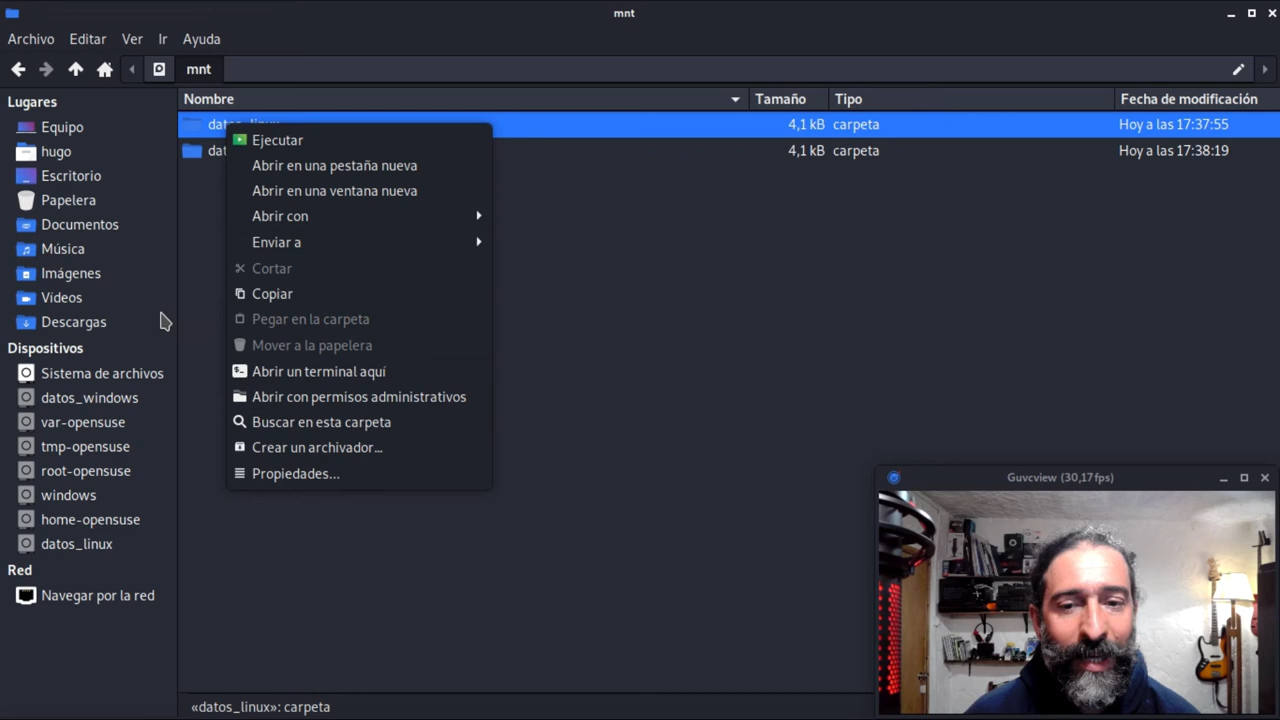 mnt
Archivo Editar Ver Ir Ayuda
mnt
Nombre Tamaño Tipo Fecha de modificación
datos_linux 4,1 kB carpeta Hoy a las 17:37:55
dat 4,1 kB carpeta Hoy a las 17:38:19
Lugares
Equipo
hugo
Escritorio
Papelera
Documentos
Música
Imágenes
Vídeos
Descargas
Dispositivos
Sistema de archivos
datos_windows
var-opensuse
tmp-opensuse
root-opensuse
windows
home-opensuse
datos_linux
Red
Navegar por la red
Ejecutar
Abrir en una pestaña nueva
Abrir en una ventana nueva
Abrir con
Enviar a
Cortar
Copiar
Pegar en la carpeta
Mover a la papelera
Abrir un terminal aquí
Abrir con permisos administrativos
Buscar en esta carpeta
Crear un archivador...
Propiedades...
Guvcview (30,17fps)
«datos_linux»: carpeta